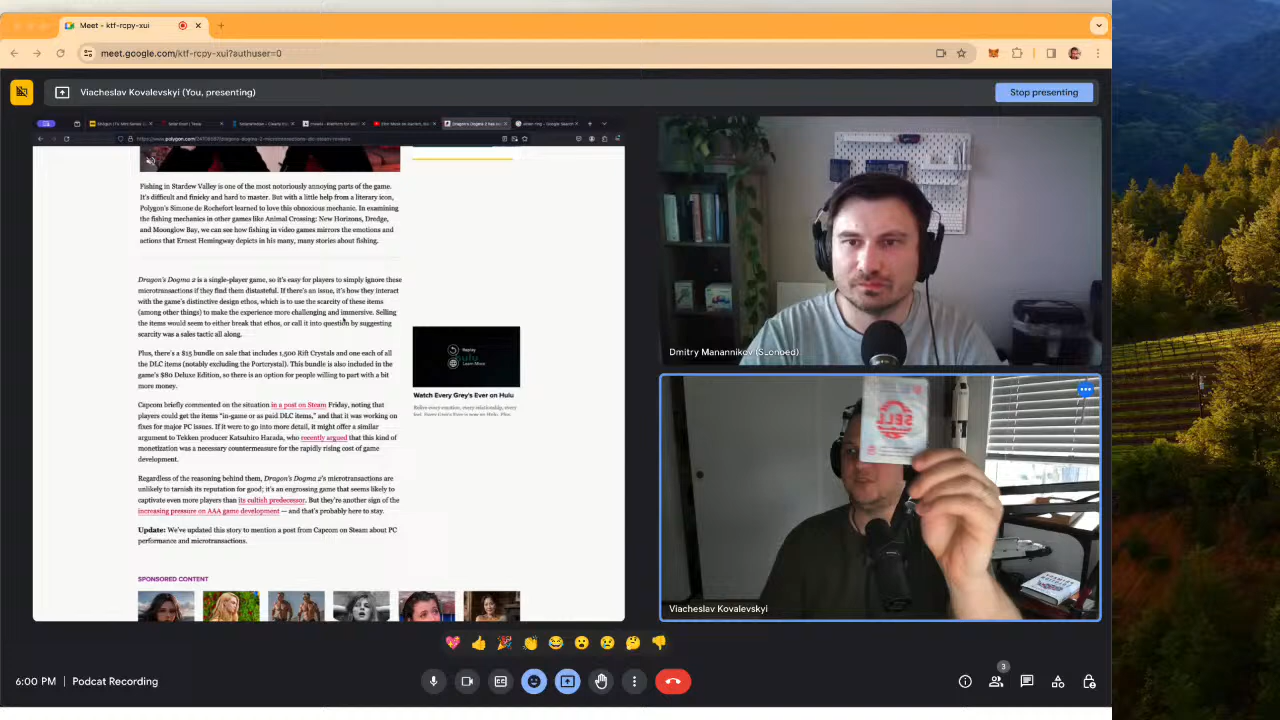 Meet - ktf-rcpy-xui
meet.google.com/ktf-rcpy-xui?authuser=0
Viacheslav Kovalevskyi (You, presenting)
Stop presenting
Fishing in Stardew Valley is one of the most notoriously annoying parts of the game.
It's difficult and finicky and hard to master. But with a little help from a literary icon,
Polygon's Simone de Rochefort learned to love this obnoxious mechanic. In examining
the fishing mechanics in other games like Animal Crossing: New Horizons, Dredge,
and Moonglow Bay, we can see how fishing in video games mirrors the emotions and
actions that Ernest Hemingway depicts in his many, many stories about fishing.
Dragon's Dogma 2 is a single-player game, so it's easy for players to simply ignore these
microtransactions if they find them distasteful. If there's an issue, it's how they interact
with the game's distinctive design ethos, which is to use the scarcity of these items
(among other things) to make the experience more challenging and immersive. Selling
the items would seem to either break that ethos, or call it into question by suggesting
scarcity was a sales tactic all along.
Plus, there's a $15 bundle on sale that includes 1,500 Rift Crystals and one each of all
the DLC items (notably excluding the Portcrystal). This bundle is also included in the
game's $80 Deluxe Edition, so there is an option for people willing to part with a bit
more money.
Capcom briefly commented on the situation in a post on Steam Friday, noting that
players could get the items "in-game or as paid DLC items," and that it was working on
fixes for major PC issues. If it were to go into more detail, it might offer a similar
argument to Tekken producer Katsuhiro Harada, who recently argued that this kind of
monetization was a necessary countermeasure for the rapidly rising cost of game
development.
Regardless of the reasoning behind them, Dragon's Dogma 2's microtransactions are
unlikely to tarnish its reputation for good; it's an engrossing game that seems likely to
captivate even more players than its cultish predecessor. But they're another sign of the
increasing pressure on AAA game development — and that's probably here to stay.
Update: We've updated this story to mention a post from Capcom on Steam about PC
performance and microtransactions.
SPONSORED CONTENT
Replay
hulu
Learn More
Watch Every Grey's Ever on Hulu
Relive every emotion, every relationship, every
Dmitry Manannikov (SLonoed)
SELL
Viacheslav Kovalevskyi
6:00 PM | Podcat Recording
3